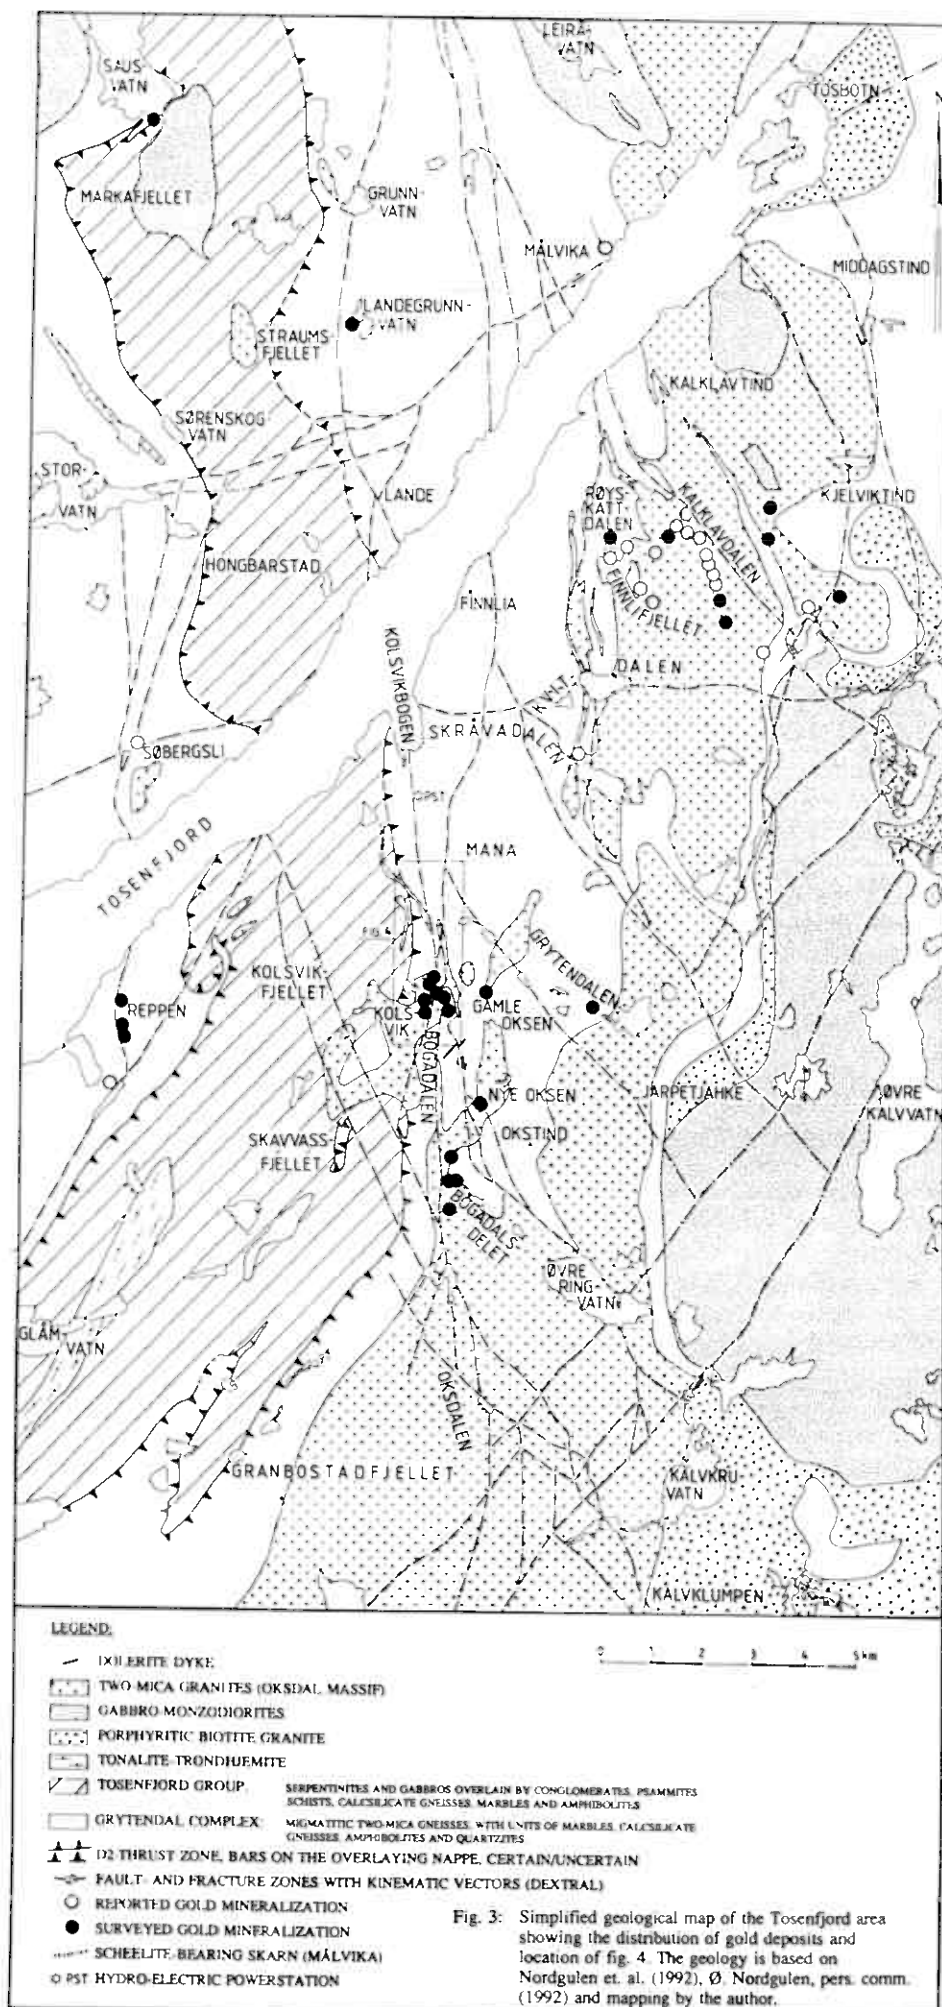 LEIRA-
VATN
SAUS-
VATN
TOSBOTN
MARKAFJELLET
GRUNN-
VATN
MÅLVIKA
MIDDAGSTIND
LANDEGRUNN-
VATN
STRAUMS
FJELLET
KALKLAVTIND
SØRENSKOG
VATN
STOR-
VATN
LANDE
RØYS-
KATT
DALEN
KALKLAVDALEN
KJELVIKTIND
HONGBARSTAD
FINNLIA
FINNLIFJELLET
KOLSVIKBOGEN
KVIT
DALEN
SKRÅVADALEN
SØBERGSLI
PST
MANA
TOSENFJORD
FIG. 4
GRYTENDALEN
KOLSVIK-
FJELLET
REPPEN
KOLS
VIK
GAMLE
OKSEN
BOGADALEN
NYE OKSEN
JARPETJAHKE
ØVRE
KALVVATN
SKAVVASS-
FJELLET
OKSTIND
BOGADALS-
DELET
ØVRE
RING-
VATN
GLÅM-
VATN
OKSDALEN
GRANBOSTADFJELLET
KALVKRU
VATN
KALVKLUMPEN
LEGEND:
0 1 2 3 4 5 km
DOLERITE DYKE
TWO-MICA GRANITES (OKSDAL MASSIF)
GABBRO-MONZODIORITES
PORPHYRITIC BIOTITE GRANITE
TONALITE-TRONDHJEMITE
TOSENFJORD GROUP: SERPENTINITES AND GABBROS OVERLAIN BY CONGLOMERATES, PSAMMITES
SCHISTS, CALCSILICATE GNEISSES, MARBLES AND AMPHIBOLITES
GRYTENDAL COMPLEX: MIGMATITIC TWO-MICA GNEISSES, WITH UNITS OF MARBLES, CALCSILICATE
GNEISSES, AMPHIBOLITES AND QUARTZITES
D2-THRUST ZONE, BARS ON THE OVERLAYING NAPPE, CERTAIN/UNCERTAIN
FAULT- AND FRACTURE ZONES WITH KINEMATIC VECTORS (DEXTRAL)
REPORTED GOLD MINERALIZATION
SURVEYED GOLD MINERALIZATION
SCHEELITE-BEARING SKARN (MÅLVIKA)
PST HYDRO-ELECTRIC POWERSTATION
Fig. 3: Simplified geological map of the Tosenfjord area
showing the distribution of gold deposits and
location of fig. 4. The geology is based on
Nordgulen et. al. (1992), Ø. Nordgulen, pers. comm.
(1992) and mapping by the author.